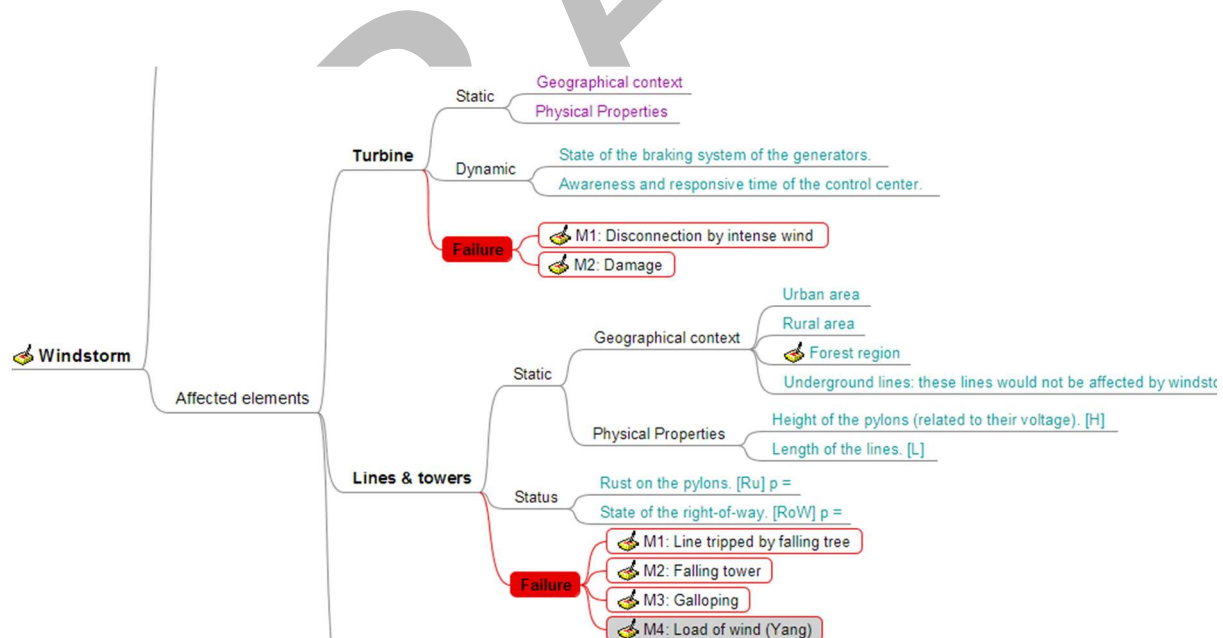 Geographical context
Static
Physical Properties
Turbine
State of the braking system of the generators.
Dynamic
Awareness and responsive time of the control center.
M1: Disconnection by intense wind
Failure
M2: Damage
Urban area
Rural area
Geographical context
Windstorm
Forest region
Static
Underground lines: these lines would not be affected by windsto
Affected elements
Height of the pylons (related to their voltage). [H]
Physical Properties
Length of the lines. [L]
Lines & towers
Rust on the pylons. [Ru] p =
Status
State of the right-of-way. [RoW] p =
M1: Line tripped by falling tree
M2: Falling tower
Failure
M3: Galloping
M4: Load of wind (Yang)